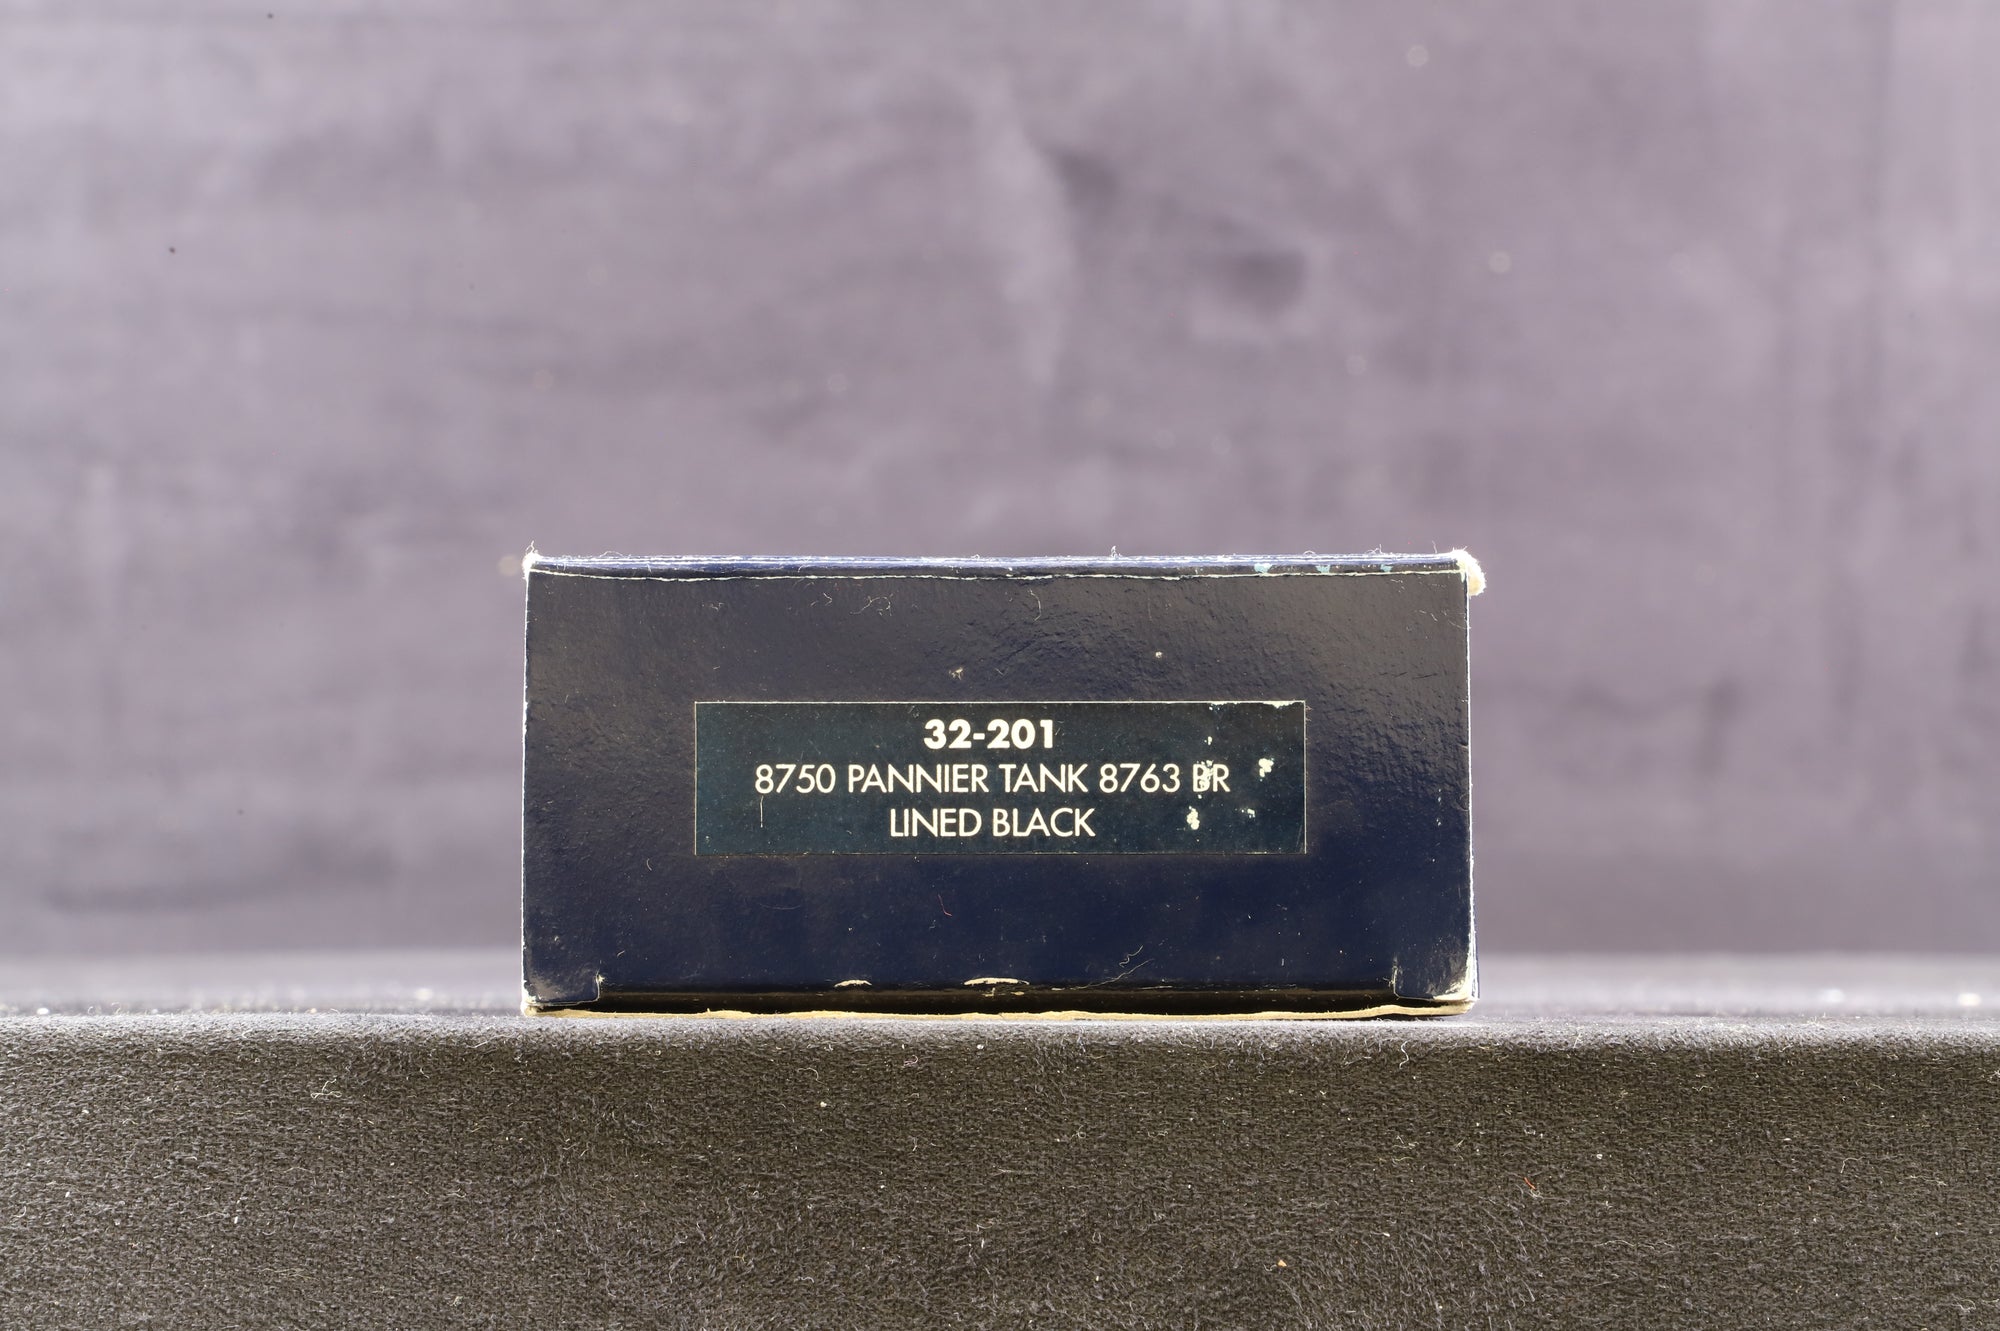 32-201
8750 PANNIER TANK 8763 BR
LINED BLACK